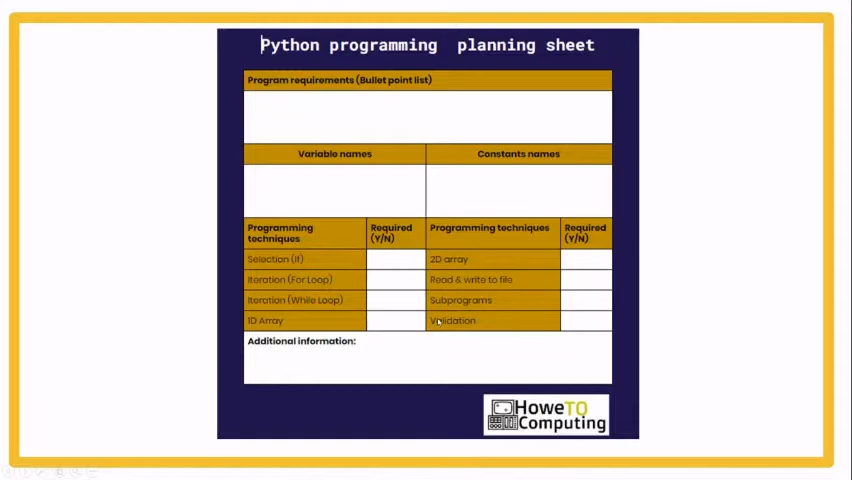 Python programming planning sheet
Program requirements (Bullet point list)
Variable names
Constants names
Programming techniques
Required (Y/N)
Programming techniques
Required (Y/N)
Selection (If)
2D array
Iteration (For Loop)
Read & write to file
Iteration (While Loop)
Subprograms
1D Array
Validation
Additional information:
HoweTO
Computing